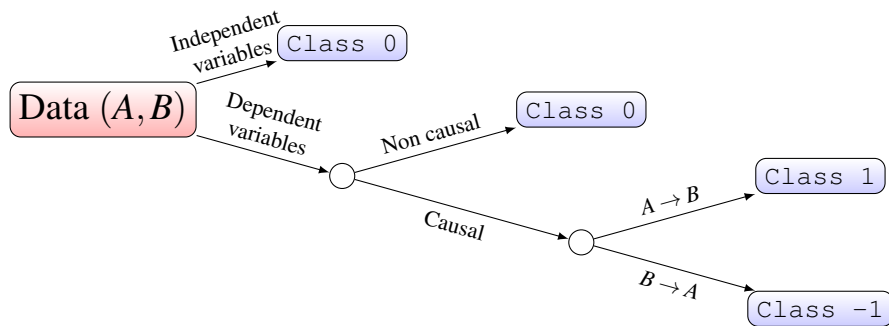 Independent
variables
Class 0
Data (A, B)
Dependent
variables
Non causal
Class 0
Causal
A → B
Class 1
B → A
Class −1